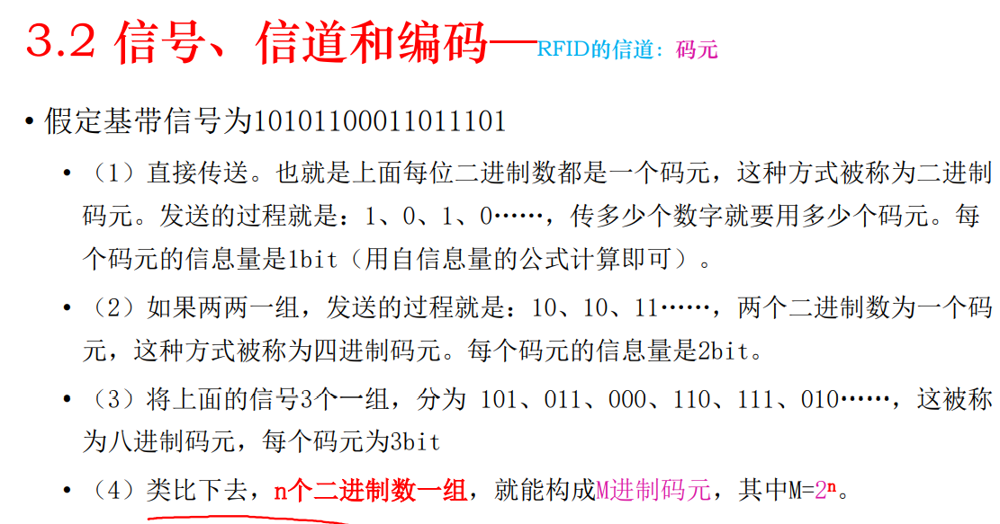 3.2 信号、信道和编码—RFID的信道：码元
• 假定基带信号为10101100011011101
• （1）直接传送。也就是上面每位二进制数都是一个码元，这种方式被称为二进制
码元。发送的过程就是：1、0、1、0……，传多少个数字就要用多少个码元。每
个码元的信息量是1bit（用自信息量的公式计算即可）。
• （2）如果两两一组，发送的过程就是：10、10、11……，两个二进制数为一个码
元，这种方式被称为四进制码元。每个码元的信息量是2bit。
• （3）将上面的信号3个一组，分为 101、011、000、110、111、010……，这被称
为八进制码元，每个码元为3bit
• （4）类比下去，n个二进制数一组，就能构成M进制码元，其中M=2ⁿ。